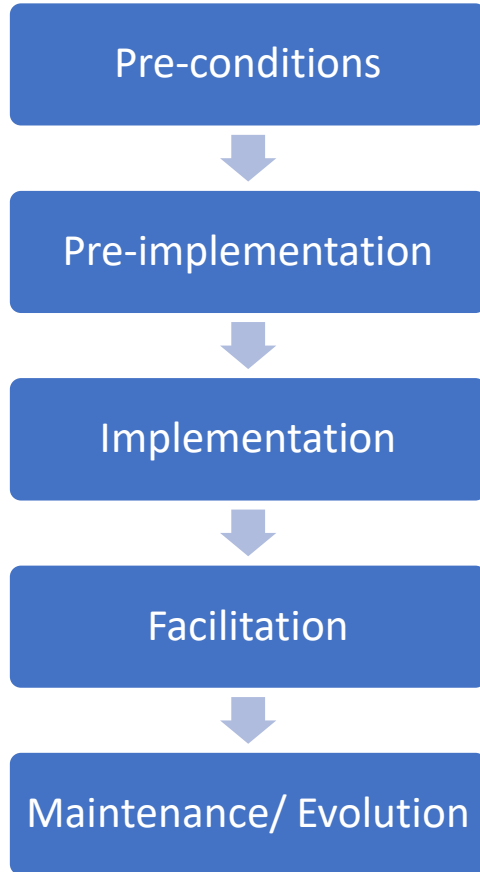 Pre-conditions
Pre-implementation
Implementation
Facilitation
Maintenance/ Evolution